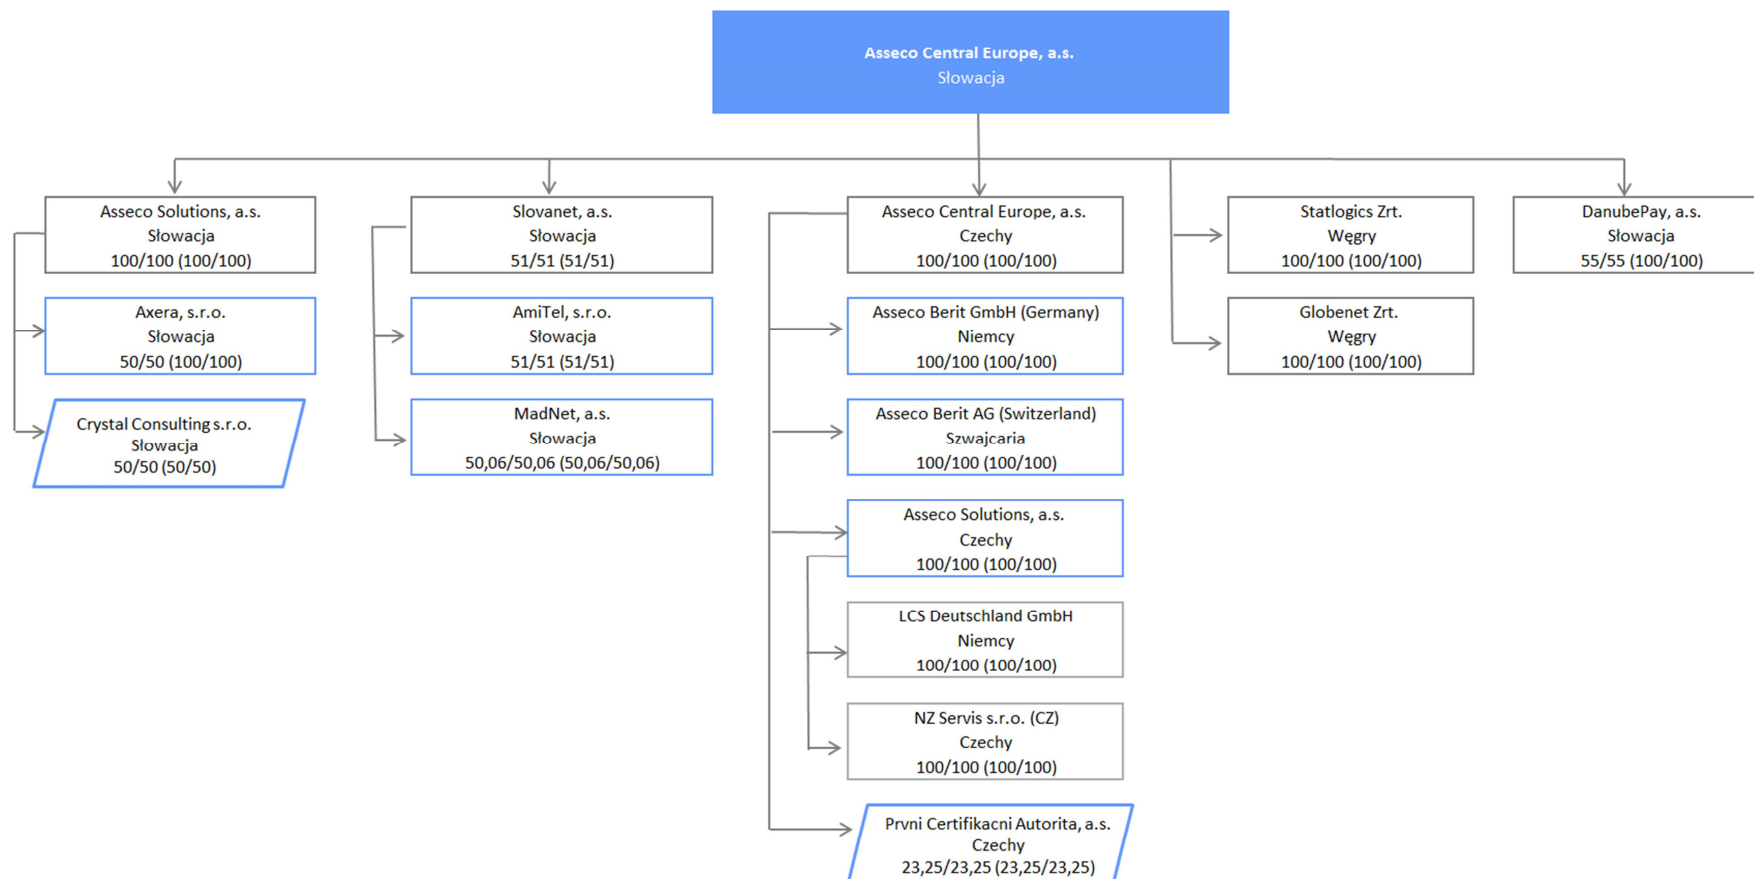 Asseco Central Europe, a.s.
Słowacja
Asseco Solutions, a.s.
Słowacja
100/100 (100/100)
Axera, s.r.o.
Słowacja
50/50 (100/100)
Crystal Consulting s.r.o.
Słowacja
50/50 (50/50)
Slovanet, a.s.
Słowacja
51/51 (51/51)
AmiTel, s.r.o.
Słowacja
51/51 (51/51)
MadNet, a.s.
Słowacja
50,06/50,06 (50,06/50,06)
Asseco Central Europe, a.s.
Czechy
100/100 (100/100)
Asseco Berit GmbH (Germany)
Niemcy
100/100 (100/100)
Asseco Berit AG (Switzerland)
Szwajcaria
100/100 (100/100)
Asseco Solutions, a.s.
Czechy
100/100 (100/100)
LCS Deutschland GmbH
Niemcy
100/100 (100/100)
NZ Servis s.r.o. (CZ)
Czechy
100/100 (100/100)
Prvni Certifikacni Autorita, a.s.
Czechy
23,25/23,25 (23,25/23,25)
Statlogics Zrt.
Węgry
100/100 (100/100)
Globenet Zrt.
Węgry
100/100 (100/100)
DanubePay, a.s.
Słowacja
55/55 (100/100)